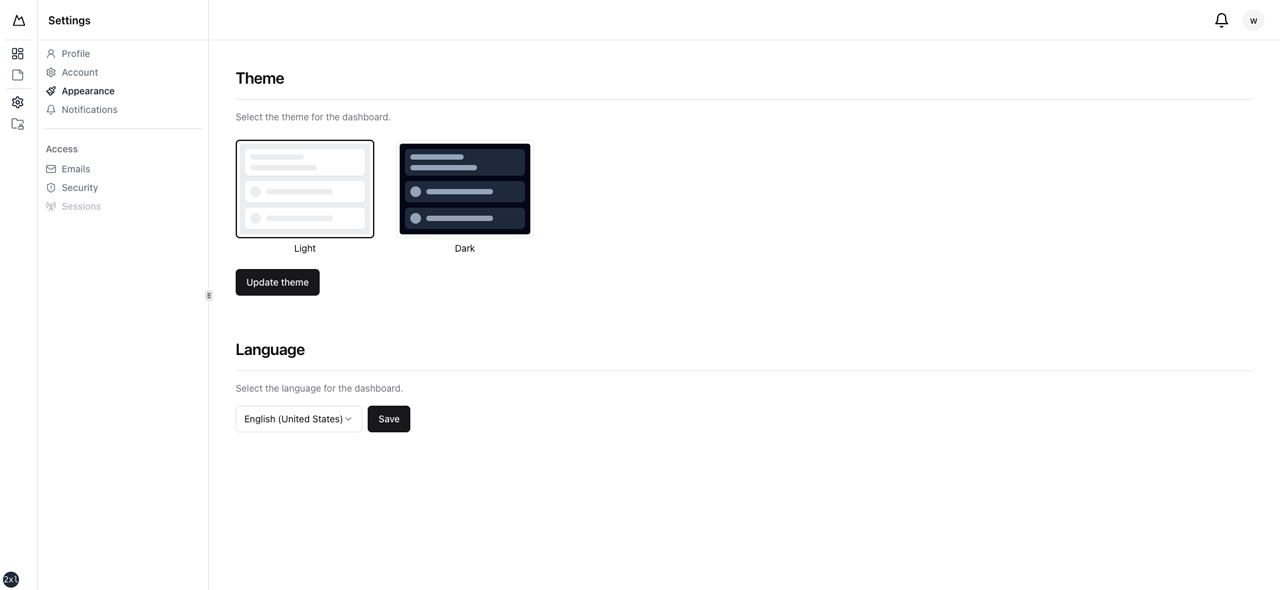 Settings
w
Profile
Account
Appearance
Notifications
Access
Emails
Security
Sessions
Theme
Select the theme for the dashboard.
Light
Dark
Update theme
Language
Select the language for the dashboard.
English (United States)
Save
2xl